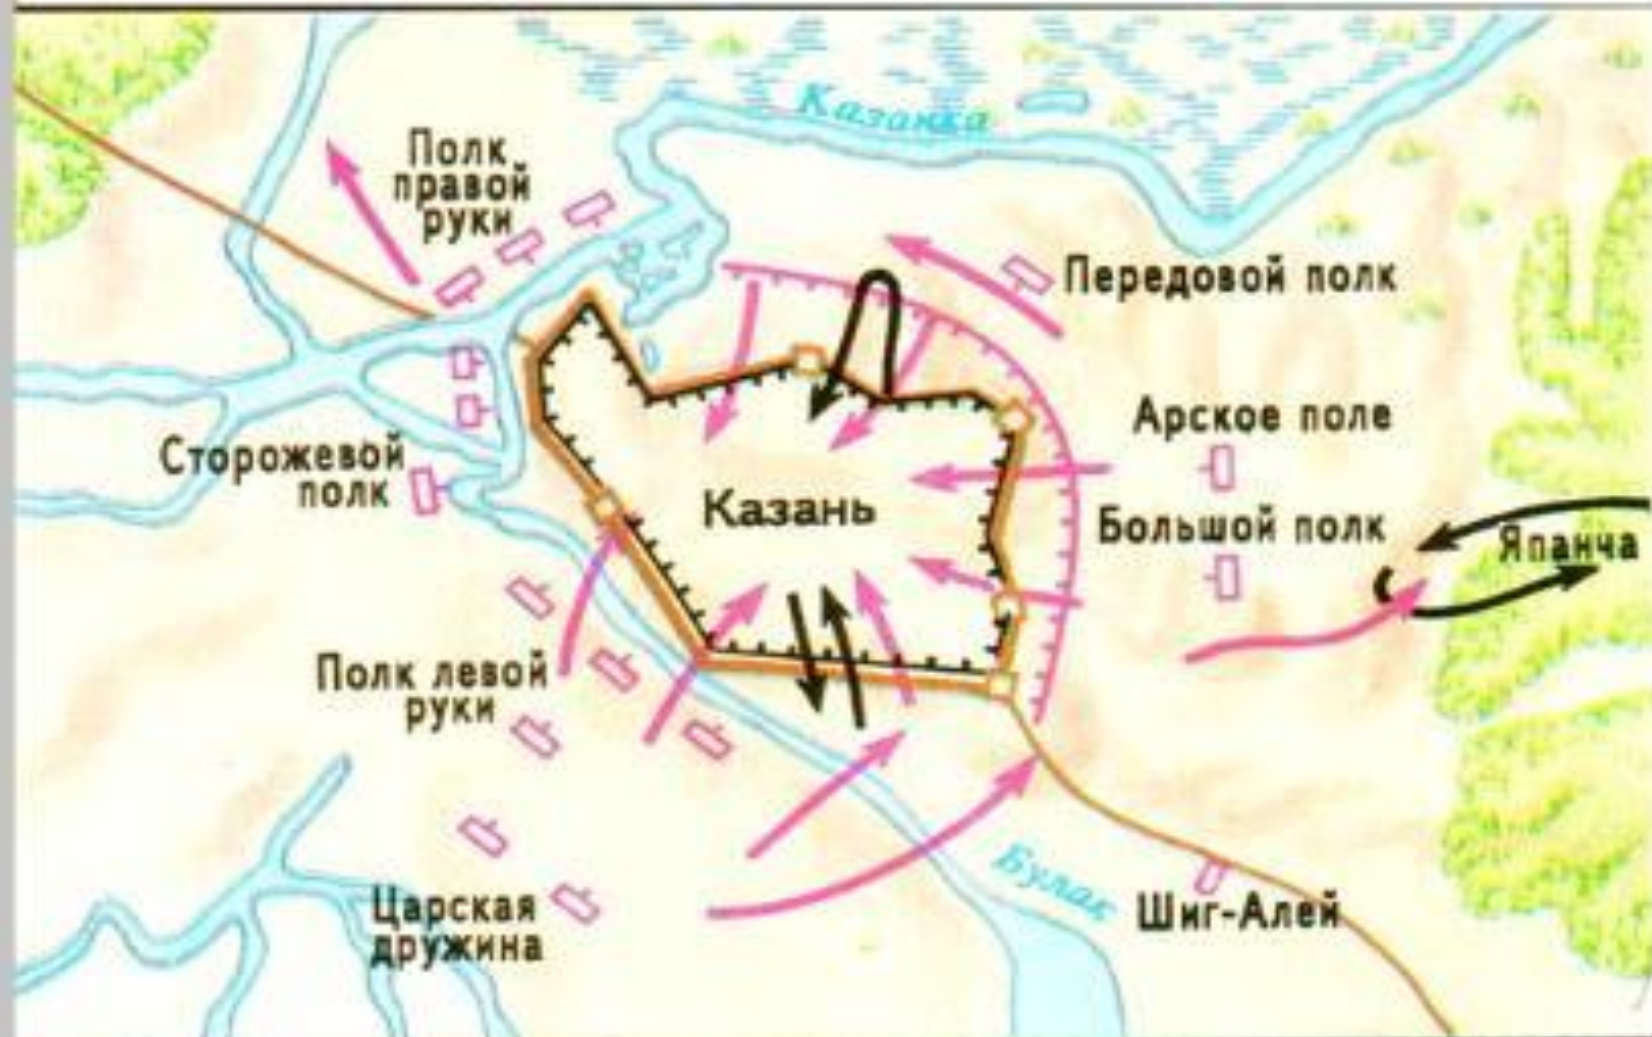 Казанка
Полк
правой
руки
Передовой полк
Арское поле
Сторожевой
полк
Казань
Большой полк
Япанча
Полк левой
руки
Булак
Царская
дружина
Шиг-Алей